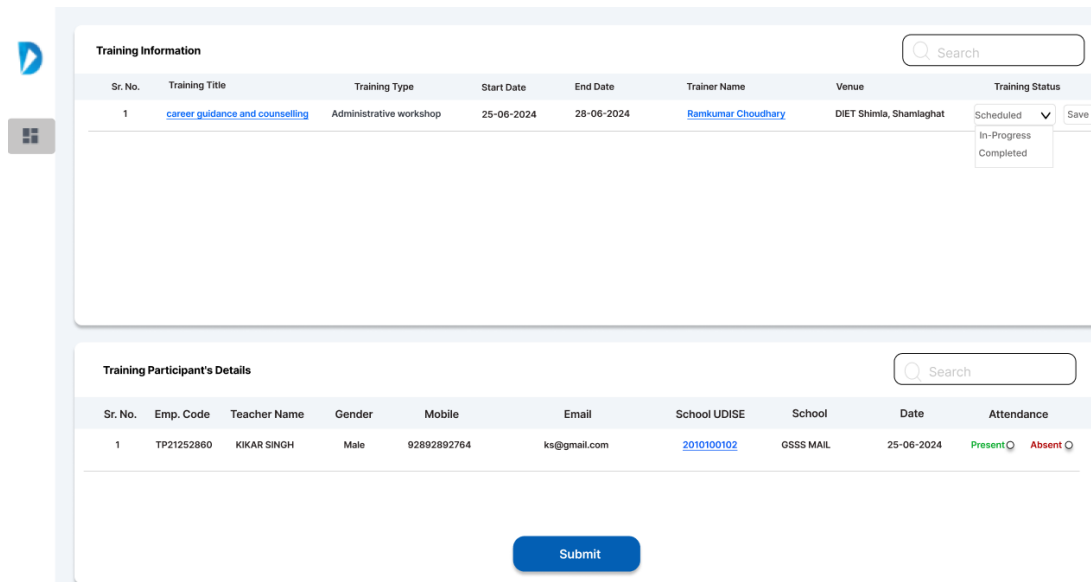 Training Information
Search
Sr. No. Training Title Training Type Start Date End Date Trainer Name Venue Training Status
1 career guidance and counselling Administrative workshop 25-06-2024 28-06-2024 Ramkumar Choudhary DIET Shimla, Shamlaghat Scheduled Save
In-Progress
Completed
Training Participant's Details
Search
Sr. No. Emp. Code Teacher Name Gender Mobile Email School UDISE School Date Attendance
1 TP21252860 KIKAR SINGH Male 92892892764 ks@gmail.com 2010100102 GSSS MAIL 25-06-2024 Present Absent
Submit